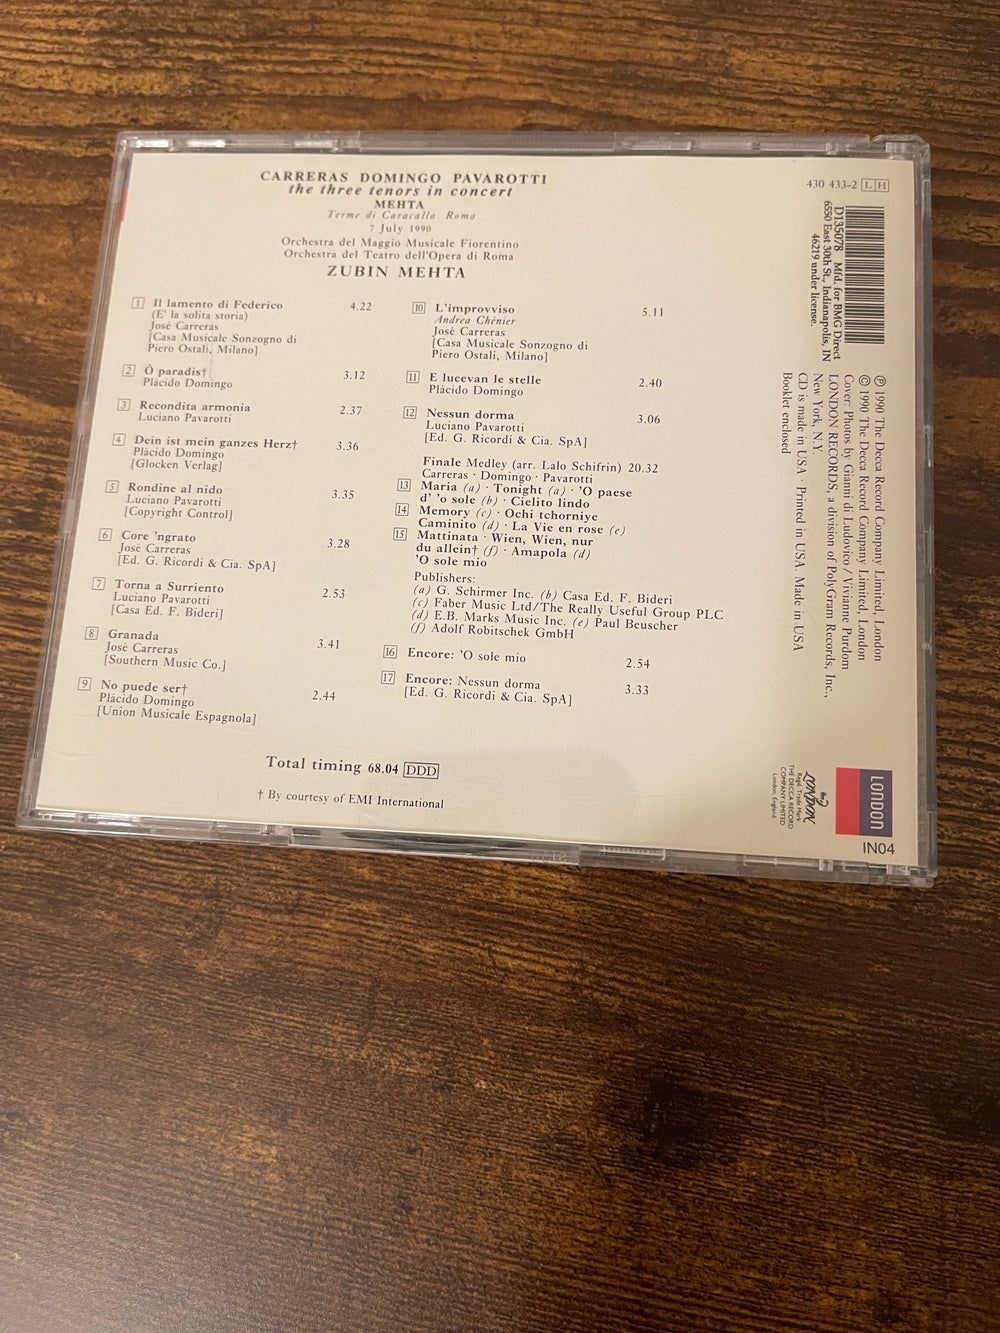 CARRERAS DOMINGO PAVAROTTI
the three tenors in concert
MEHTA
Terme di Caracalla Roma
7 July 1990
Orchestra del Maggio Musicale Fiorentino
Orchestra del Teatro dell'Opera di Roma
ZUBIN MEHTA
1 Il lamento di Federico 4.22
(E' la solita storia)
José Carreras
[Casa Musicale Sonzogno di
Piero Ostali, Milano]
2 Ô paradis† 3.12
Plácido Domingo
3 Recondita armonia 2.37
Luciano Pavarotti
4 Dein ist mein ganzes Herz† 3.36
Plácido Domingo
[Glocken Verlag]
5 Rondine al nido 3.35
Luciano Pavarotti
[Copyright Control]
6 Core 'ngrato 3.28
José Carreras
[Ed. G. Ricordi & Cia. SpA]
7 Torna a Surriento 2.53
Luciano Pavarotti
[Casa Ed. F. Bideri]
8 Granada 3.41
José Carreras
[Southern Music Co.]
9 No puede ser† 2.44
Plácido Domingo
[Union Musicale Espagnola]
10 L'improvviso 5.11
Andrea Chénier
José Carreras
[Casa Musicale Sonzogno di
Piero Ostali, Milano]
11 E lucevan le stelle 2.40
Plácido Domingo
12 Nessun dorma 3.06
Luciano Pavarotti
[Ed. G. Ricordi & Cia. SpA]
Finale Medley (arr. Lalo Schifrin) 20.32
Carreras · Domingo · Pavarotti
13 Maria (a) · Tonight (a) · 'O paese
d' 'o sole (b) · Cielito lindo
14 Memory (c) · Ochi tchorniye
Caminito (d) · La Vie en rose (e)
15 Mattinata · Wien, Wien, nur
du allein† (f) · Amapola (d)
'O sole mio
Publishers:
(a) G. Schirmer Inc. (b) Casa Ed. F. Bideri
(c) Faber Music Ltd/The Really Useful Group PLC
(d) E.B. Marks Music Inc. (e) Paul Beuscher
(f) Adolf Robitschek GmbH
16 Encore: 'O sole mio 2.54
17 Encore: Nessun dorma 3.33
[Ed. G. Ricordi & Cia. SpA]
Total timing 68.04 DDD
† By courtesy of EMI International
430 433-2 LH
D135078 Mfd. for BMG Direct
6550 East 30th St., Indianapolis, IN
46219 under license.
℗ 1990 The Decca Record Company Limited, London
© 1990 The Decca Record Company Limited, London
Cover: Photos by Gianni di Ludovico/Vivianne Purdom
LONDON RECORDS, a division of PolyGram Records, Inc.,
New York, N.Y.
CD is made in USA · Printed in USA. Made in USA
Booklet enclosed
ffrr
LONDON
Regd. Trade Mark
THE DECCA RECORD
COMPANY LIMITED
London, England
LONDON
IN04